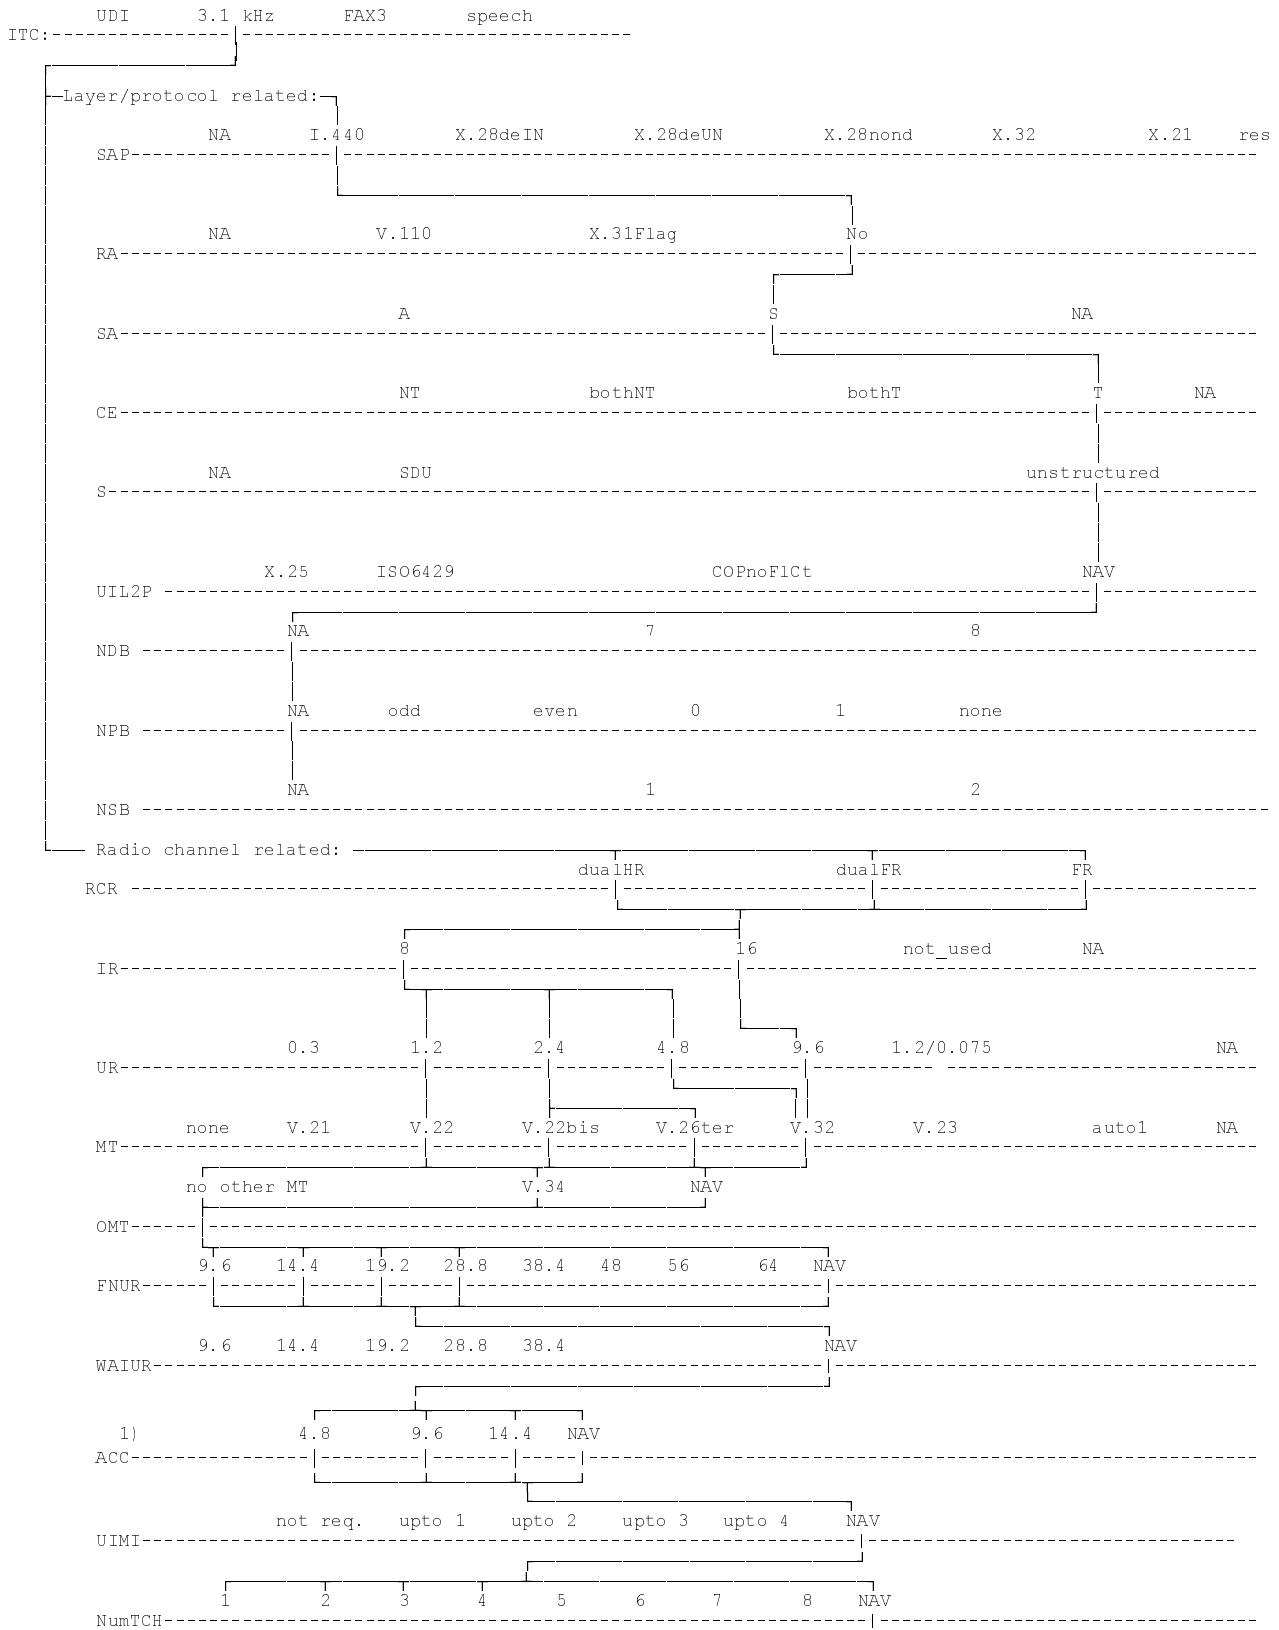 UDI 3.1 kHz FAX3 speech
ITC:
Layer/protocol related:
NA I.440 X.28deIN X.28deUN X.28nond X.32 X.21 res
SAP
NA V.110 X.31Flag No
RA
A S NA
SA
NT bothNT bothT T NA
CE
NA SDU unstructured
S
X.25 ISO6429 COPnoFlCt NAV
UIL2P
NA 7 8
NDB
NA odd even 0 1 none
NPB
NA 1 2
NSB
Radio channel related:
dualHR dualFR FR
RCR
8 16 not_used NA
IR
0.3 1.2 2.4 4.8 9.6 1.2/0.075 NA
UR
none V.21 V.22 V.22bis V.26ter V.32 V.23 auto1 NA
MT
no other MT V.34 NAV
OMT
9.6 14.4 19.2 28.8 38.4 48 56 64 NAV
FNUR
9.6 14.4 19.2 28.8 38.4 NAV
WAIUR
1) 4.8 9.6 14.4 NAV
ACC
not req. upto 1 upto 2 upto 3 upto 4 NAV
UIMI
1 2 3 4 5 6 7 8 NAV
NumTCH